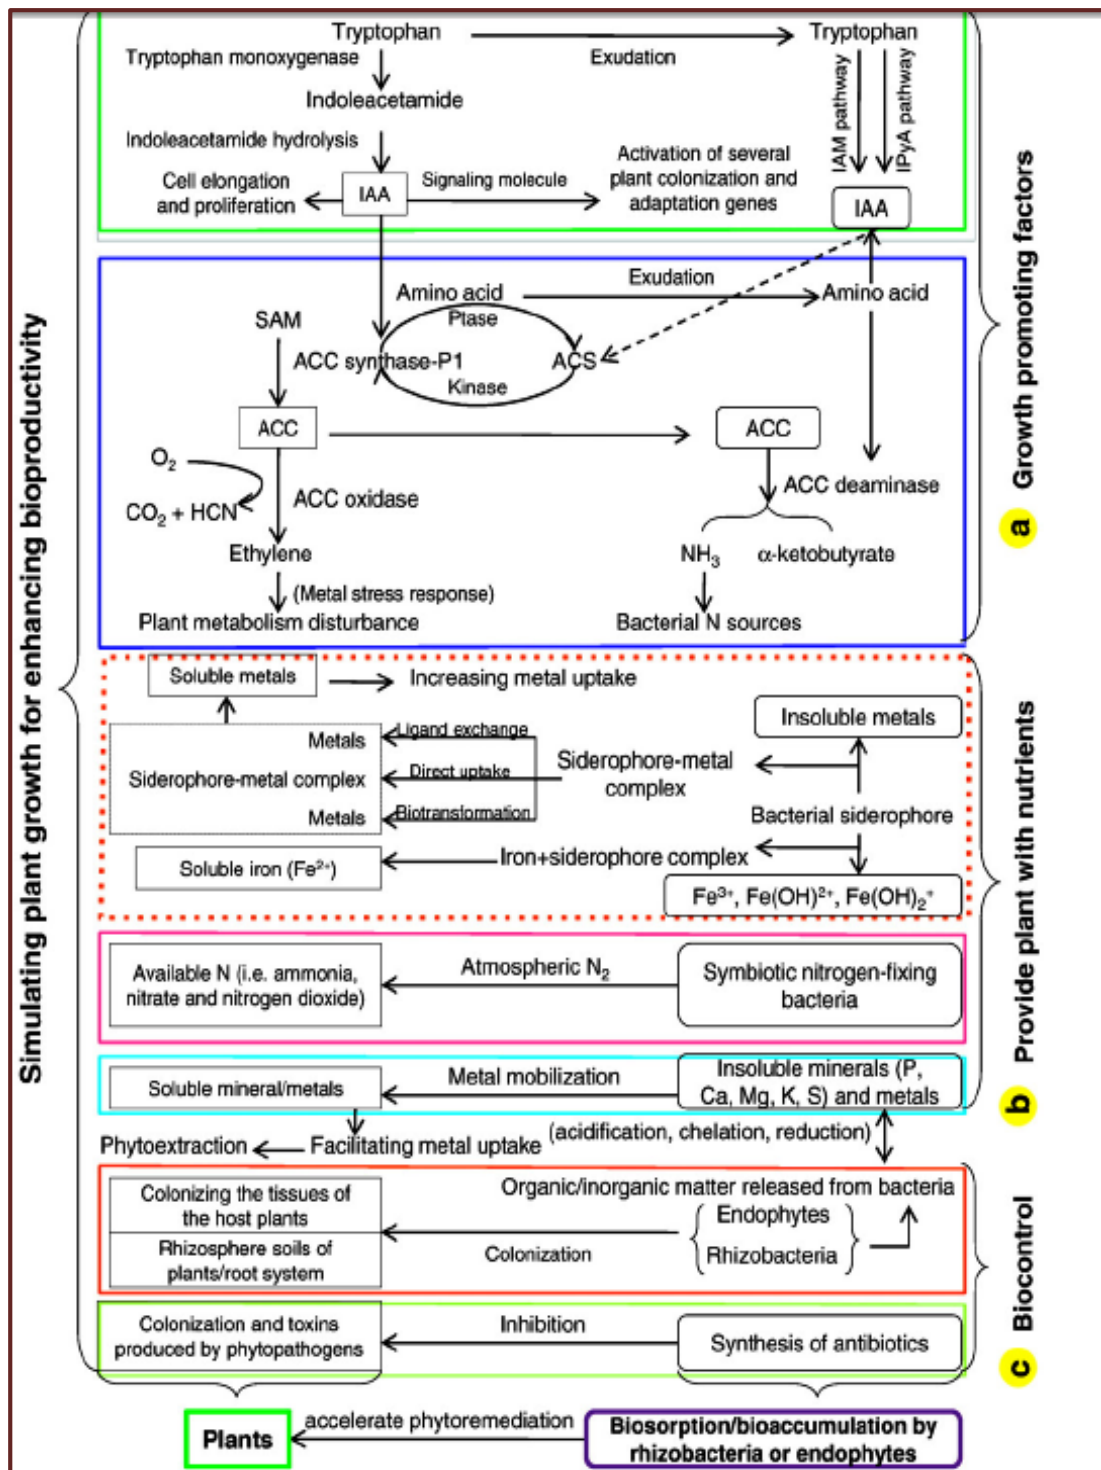 Simulating plant growth for enhancing bioproductivity
Tryptophan
Exudation
Tryptophan
Tryptophan monoxygenase
Indoleacetamide
IAM pathway
IPyA pathway
Indoleacetamide hydrolysis
Cell elongation
and proliferation
IAA
Signaling molecule
Activation of several
plant colonization and
adaptation genes
IAA
Amino acid
Exudation
Amino acid
SAM
Ptase
ACC synthase-P1
ACS
Kinase
ACC
ACC
O₂
CO₂ + HCN
ACC oxidase
ACC deaminase
Ethylene
NH₃
α-ketobutyrate
(Metal stress response)
Plant metabolism disturbance
Bacterial N sources
a Growth promoting factors
Soluble metals
Increasing metal uptake
Insoluble metals
Metals
Ligand exchange
Siderophore-metal complex
Direct uptake
Siderophore-metal
complex
Metals
Biotransformation
Bacterial siderophore
Soluble iron (Fe²⁺)
Iron+siderophore complex
Fe³⁺, Fe(OH)²⁺, Fe(OH)₂⁺
Available N (i.e. ammonia,
nitrate and nitrogen dioxide)
Atmospheric N₂
Symbiotic nitrogen-fixing
bacteria
Soluble mineral/metals
Metal mobilization
Insoluble minerals (P,
Ca, Mg, K, S) and metals
b Provide plant with nutrients
Phytoextraction
Facilitating metal uptake
(acidification, chelation, reduction)
Organic/inorganic matter released from bacteria
Colonizing the tissues of
the host plants
Rhizosphere soils of
plants/root system
Colonization
Endophytes
Rhizobacteria
Colonization and toxins
produced by phytopathogens
Inhibition
Synthesis of antibiotics
c Biocontrol
Plants
accelerate phytoremediation
Biosorption/bioaccumulation by
rhizobacteria or endophytes